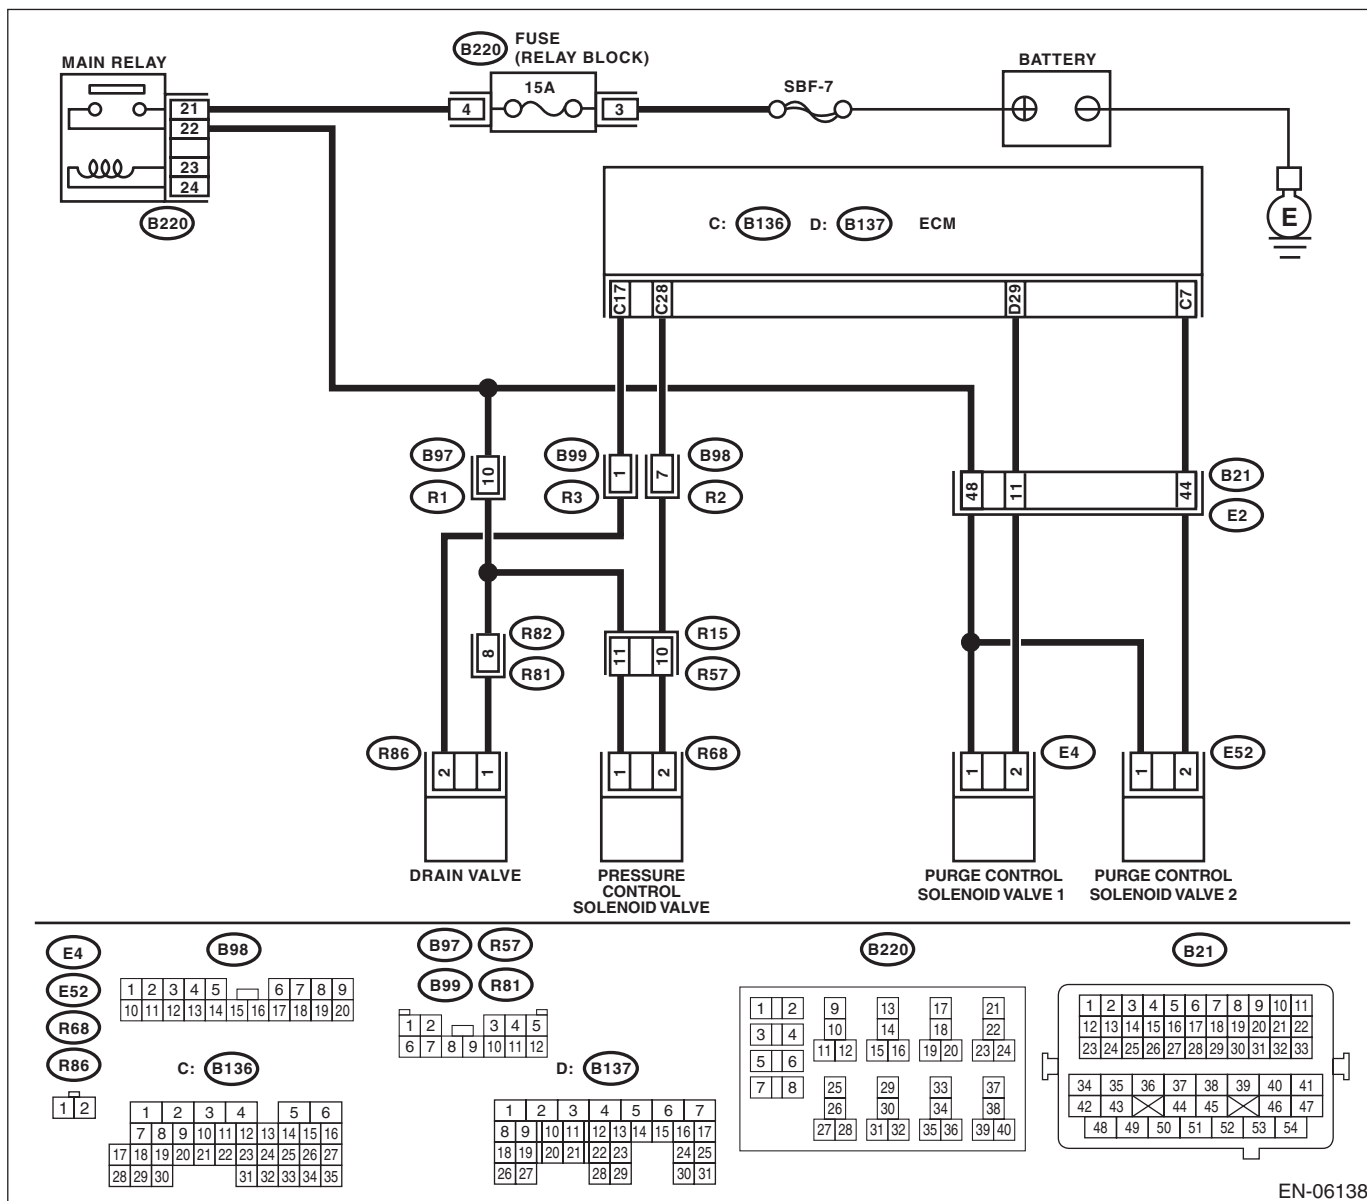 B220 FUSE
(RELAY BLOCK)
MAIN RELAY
BATTERY
15A
SBF-7
21
4
3
22
23
24
B220
E
C: B136 D: B137 ECM
C17
C28
D29
C7
B97
10
R1
B99
1
R3
7
B98
R2
48
11
44
B21
E2
8
R82
R81
11
10
R15
R57
R86
2
1
1
2
R68
1
2
E4
1
2
E52
DRAIN VALVE
PRESSURE
CONTROL
SOLENOID VALVE
PURGE CONTROL
SOLENOID VALVE 1
PURGE CONTROL
SOLENOID VALVE 2
E4
E52
R68
R86
1 2
B98
1 2 3 4 5 6 7 8 9
10 11 12 13 14 15 16 17 18 19 20
C: B136
1 2 3 4 5 6
7 8 9 10 11 12 13 14 15 16
17 18 19 20 21 22 23 24 25 26 27
28 29 30 31 32 33 34 35
B97 R57
B99 R81
1 2 3 4 5
6 7 8 9 10 11 12
D: B137
1 2 3 4 5 6 7
8 9 10 11 12 13 14 15 16 17
18 19 20 21 22 23 24 25
26 27 28 29 30 31
B220
1 2 9 13 17 21
3 4 10 14 18 22
5 6 11 12 15 16 19 20 23 24
7 8 25 29 33 37
26 30 34 38
27 28 31 32 35 36 39 40
B21
1 2 3 4 5 6 7 8 9 10 11
12 13 14 15 16 17 18 19 20 21 22
23 24 25 26 27 28 29 30 31 32 33
34 35 36 37 38 39 40 41
42 43 44 45 46 47
48 49 50 51 52 53 54
EN-06138